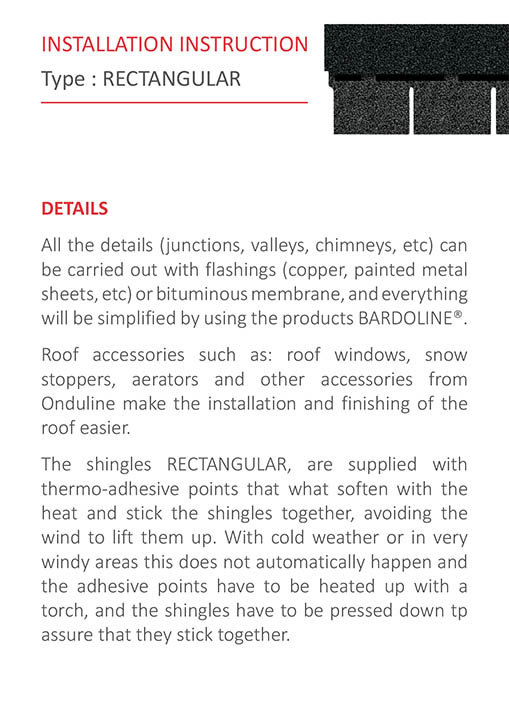 INSTALLATION INSTRUCTION
Type : RECTANGULAR
DETAILS
All the details (junctions, valleys, chimneys, etc) can
be carried out with flashings (copper, painted metal
sheets, etc) or bituminous membrane, and everything
will be simplified by using the products BARDOLINE®.
Roof accessories such as: roof windows, snow
stoppers, aerators and other accessories from
Onduline make the installation and finishing of the
roof easier.
The shingles RECTANGULAR, are supplied with
thermo-adhesive points that what soften with the
heat and stick the shingles together, avoiding the
wind to lift them up. With cold weather or in very
windy areas this does not automatically happen and
the adhesive points have to be heated up with a
torch, and the shingles have to be pressed down tp
assure that they stick together.